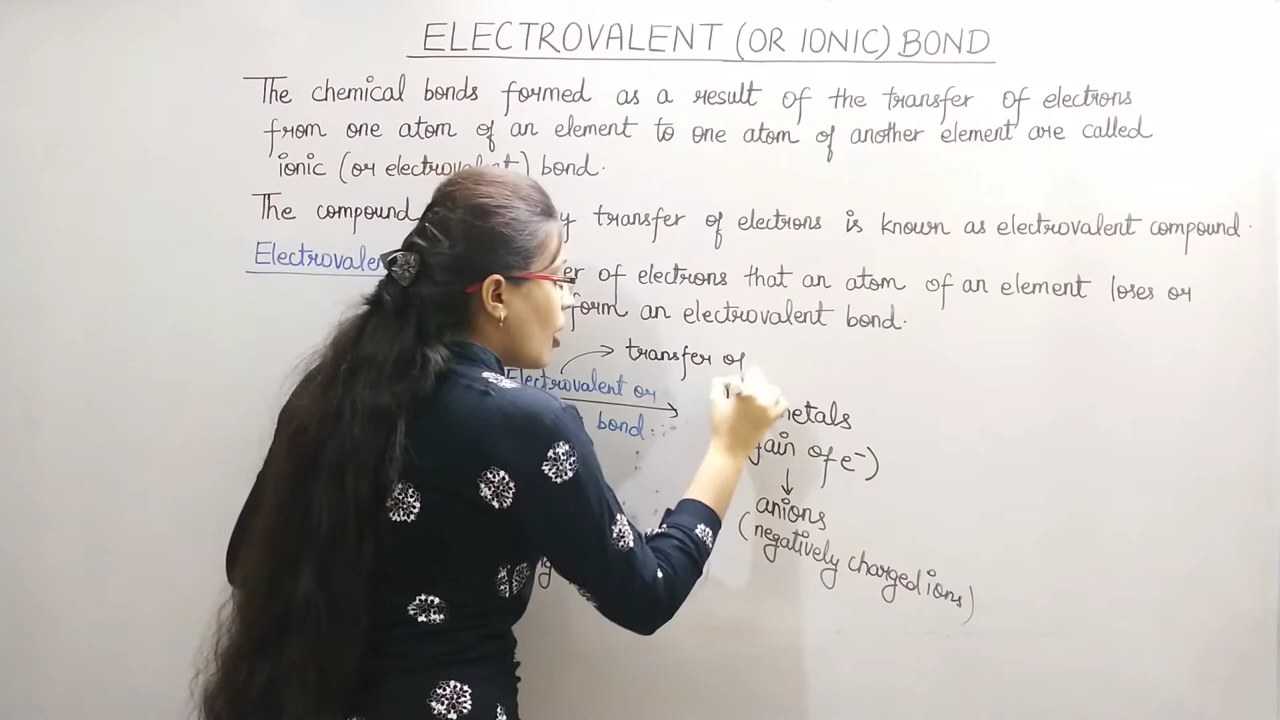 ELECTROVALENT (OR IONIC) BOND
The chemical bonds formed as a result of the transfer of electrons
from one atom of an element to one atom of another element are called
ionic (or electrovalent) bond.
The compound transfer of electrons is known as electrovalent compound.
of electrons that an atom of an element loses or
form an electrovalent bond.
transfer of
Electrovalent or
bond.
of e⁻)
anions
(negatively charged ions)